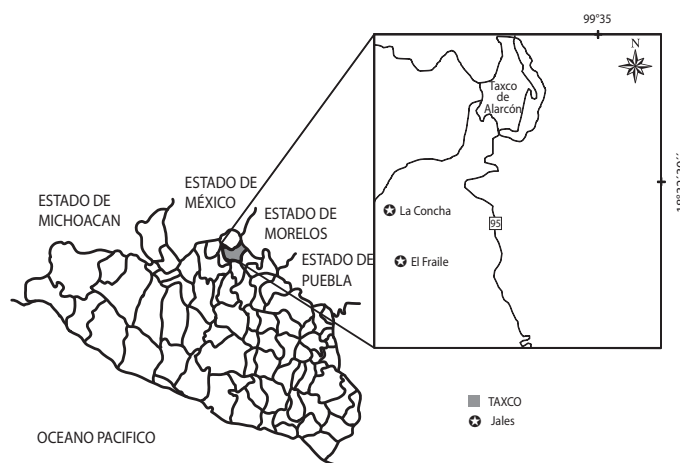 99°35
N
Taxco
de
Alarcón
ESTADO DE
MÉXICO
ESTADO DE
MICHOACAN
ESTADO DE
MORELOS
La Concha
95
ESTADO DE
PUEBLA
El Fraile
TAXCO
Jales
OCEANO PACIFICO